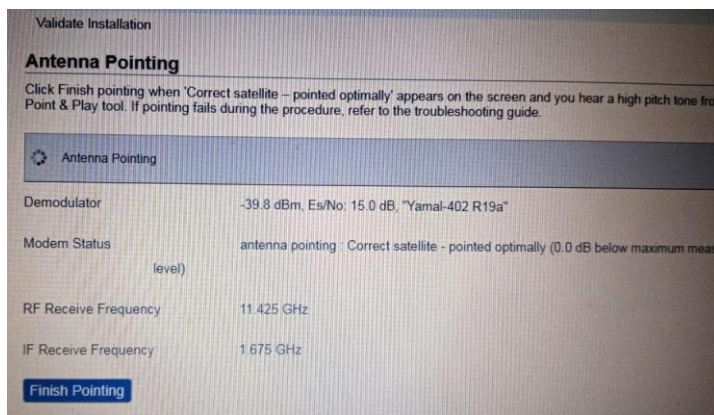 Validate Installation
Antenna Pointing
Click Finish pointing when 'Correct satellite – pointed optimally' appears on the screen and you hear a high pitch tone fro
Point & Play tool. If pointing fails during the procedure, refer to the troubleshooting guide.
Antenna Pointing
Demodulator -39.8 dBm, Es/No: 15.0 dB, "Yamal-402 R19a"
Modem Status antenna pointing : Correct satellite - pointed optimally (0.0 dB below maximum meas
level)
RF Receive Frequency 11.425 GHz
IF Receive Frequency 1.675 GHz
Finish Pointing